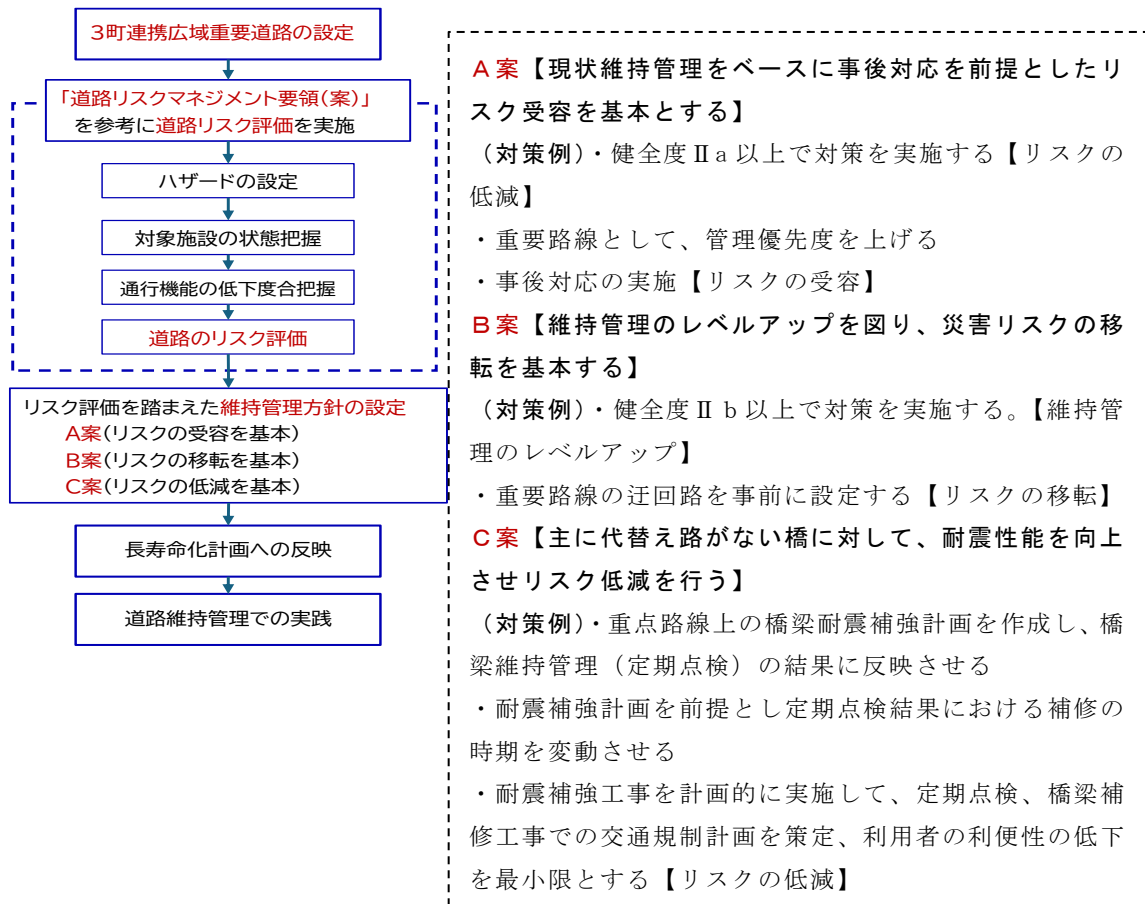 3町連携広域重要道路の設定
「道路リスクマネジメント要領(案)」
を参考に道路リスク評価を実施
ハザードの設定
対象施設の状態把握
通行機能の低下度合把握
道路のリスク評価
リスク評価を踏まえた維持管理方針の設定
A案(リスクの受容を基本)
B案(リスクの移転を基本)
C案(リスクの低減を基本)
長寿命化計画への反映
道路維持管理での実践
A案【現状維持管理をベースに事後対応を前提としたリ
スク受容を基本とする】
(対策例)・健全度Ⅱa以上で対策を実施する【リスクの
低減】
・重要路線として、管理優先度を上げる
・事後対応の実施【リスクの受容】
B案【維持管理のレベルアップを図り、災害リスクの移
転を基本する】
(対策例)・健全度Ⅱb以上で対策を実施する。【維持管
理のレベルアップ】
・重要路線の迂回路を事前に設定する【リスクの移転】
C案【主に代替え路がない橋に対して、耐震性能を向上
させリスク低減を行う】
(対策例)・重点路線上の橋梁耐震補強計画を作成し、橋
梁維持管理（定期点検）の結果に反映させる
・耐震補強計画を前提とし定期点検結果における補修の
時期を変動させる
・耐震補強工事を計画的に実施して、定期点検、橋梁補
修工事での交通規制計画を策定、利用者の利便性の低下
を最小限とする【リスクの低減】